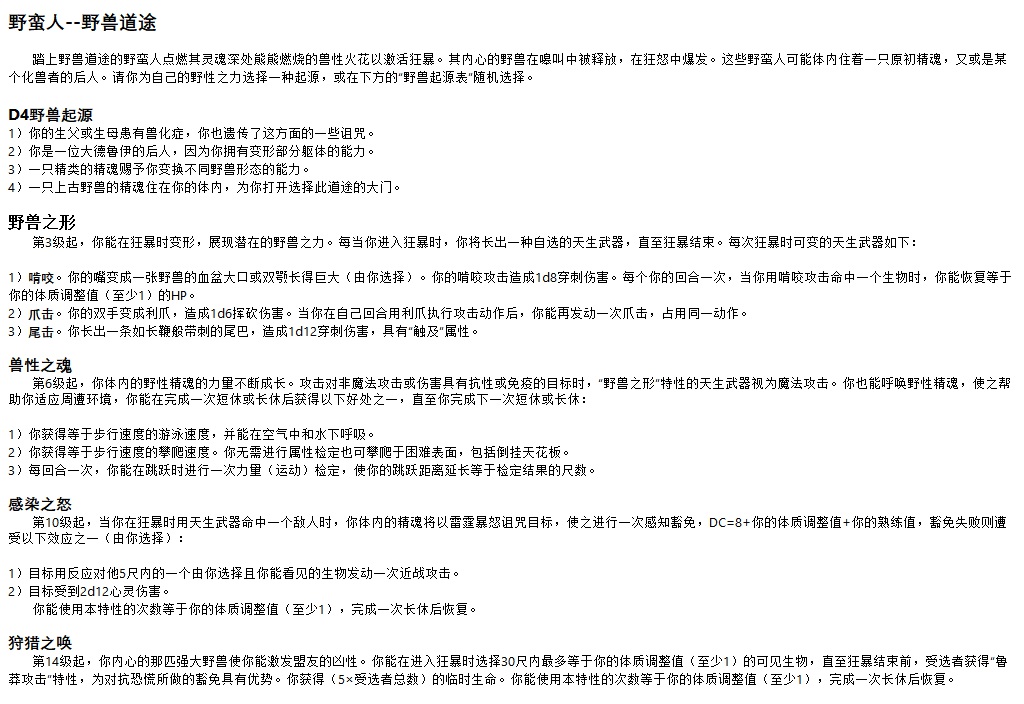 野蛮人--野兽道途
踏上野兽道途的野蛮人点燃其灵魂深处熊熊燃烧的兽性火花以激活狂暴。其内心的野兽在嗥叫中被释放，在狂怒中爆发。这些野蛮人可能体内住着一只原初精魂，又或是某
个化兽者的后人。请你为自己的野性之力选择一种起源，或在下方的“野兽起源表”随机选择。
D4野兽起源
1）你的生父或生母患有兽化症，你也遗传了这方面的一些诅咒。
2）你是一位大德鲁伊的后人，因为你拥有变形部分躯体的能力。
3）一只精类的精魂赐予你变换不同野兽形态的能力。
4）一只上古野兽的精魂住在你的体内，为你打开选择此道途的大门。
野兽之形
第3级起，你能在狂暴时变形，展现潜在的野兽之力。每当你进入狂暴时，你将长出一种自选的天生武器，直至狂暴结束。每次狂暴时可变的天生武器如下：
1）啃咬。你的嘴变成一张野兽的血盆大口或双颚长得巨大（由你选择）。你的啃咬攻击造成1d8穿刺伤害。每个你的回合一次，当你用啃咬攻击命中一个生物时，你能恢复等于
你的体质调整值（至少1）的HP。
2）爪击。你的双手变成利爪，造成1d6挥砍伤害。当你在自己回合用利爪执行攻击动作后，你能再发动一次爪击，占用同一动作。
3）尾击。你长出一条如长鞭般带刺的尾巴，造成1d12穿刺伤害，具有“触及”属性。
兽性之魂
第6级起，你体内的野性精魂的力量不断成长。攻击对非魔法攻击或伤害具有抗性或免疫的目标时，“野兽之形”特性的天生武器视为魔法攻击。你也能呼唤野性精魂，使之帮
助你适应周遭环境，你能在完成一次短休或长休后获得以下好处之一，直至你完成下一次短休或长休：
1）你获得等于步行速度的游泳速度，并能在空气中和水下呼吸。
2）你获得等于步行速度的攀爬速度。你无需进行属性检定也可攀爬于困难表面，包括倒挂天花板。
3）每回合一次，你能在跳跃时进行一次力量（运动）检定，使你的跳跃距离延长等于检定结果的尺数。
感染之怒
第10级起，当你在狂暴时用天生武器命中一个敌人时，你体内的精魂将以雷霆暴怒诅咒目标，使之进行一次感知豁免，DC=8+你的体质调整值+你的熟练值，豁免失败则遭
受以下效应之一（由你选择）：
1）目标用反应对他5尺内的一个由你选择且你能看见的生物发动一次近战攻击。
2）目标受到2d12心灵伤害。
你能使用本特性的次数等于你的体质调整值（至少1），完成一次长休后恢复。
狩猎之唤
第14级起，你内心的那匹强大野兽使你能激发盟友的凶性。你能在进入狂暴时选择30尺内最多等于你的体质调整值（至少1）的可见生物，直至狂暴结束前，受选者获得“鲁
莽攻击”特性，为对抗恐慌所做的豁免具有优势。你获得（5×受选者总数）的临时生命。你能使用本特性的次数等于你的体质调整值（至少1），完成一次长休后恢复。